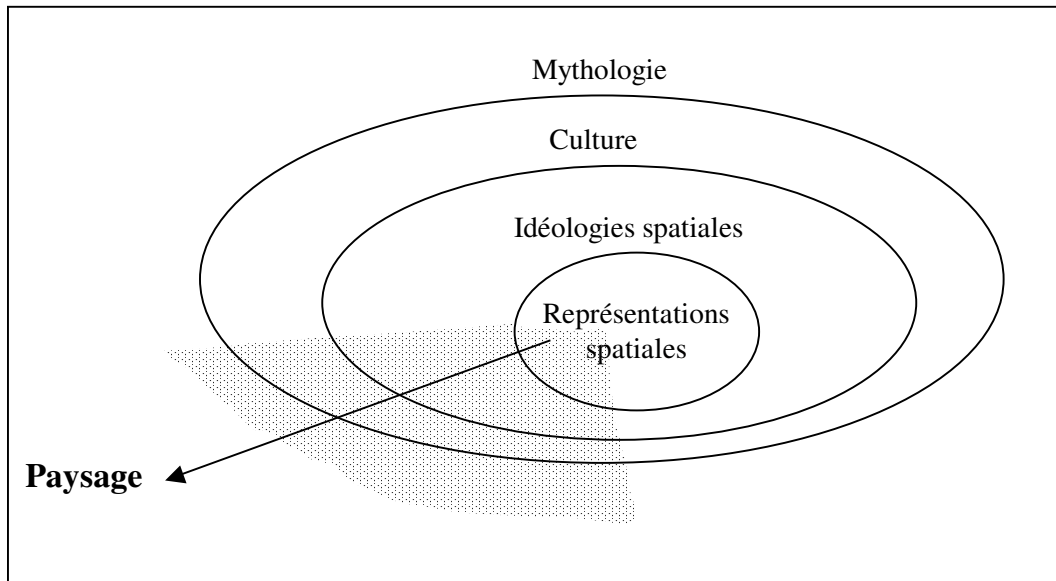 Mythologie
Culture
Idéologies spatiales
Représentations
spatiales
Paysage